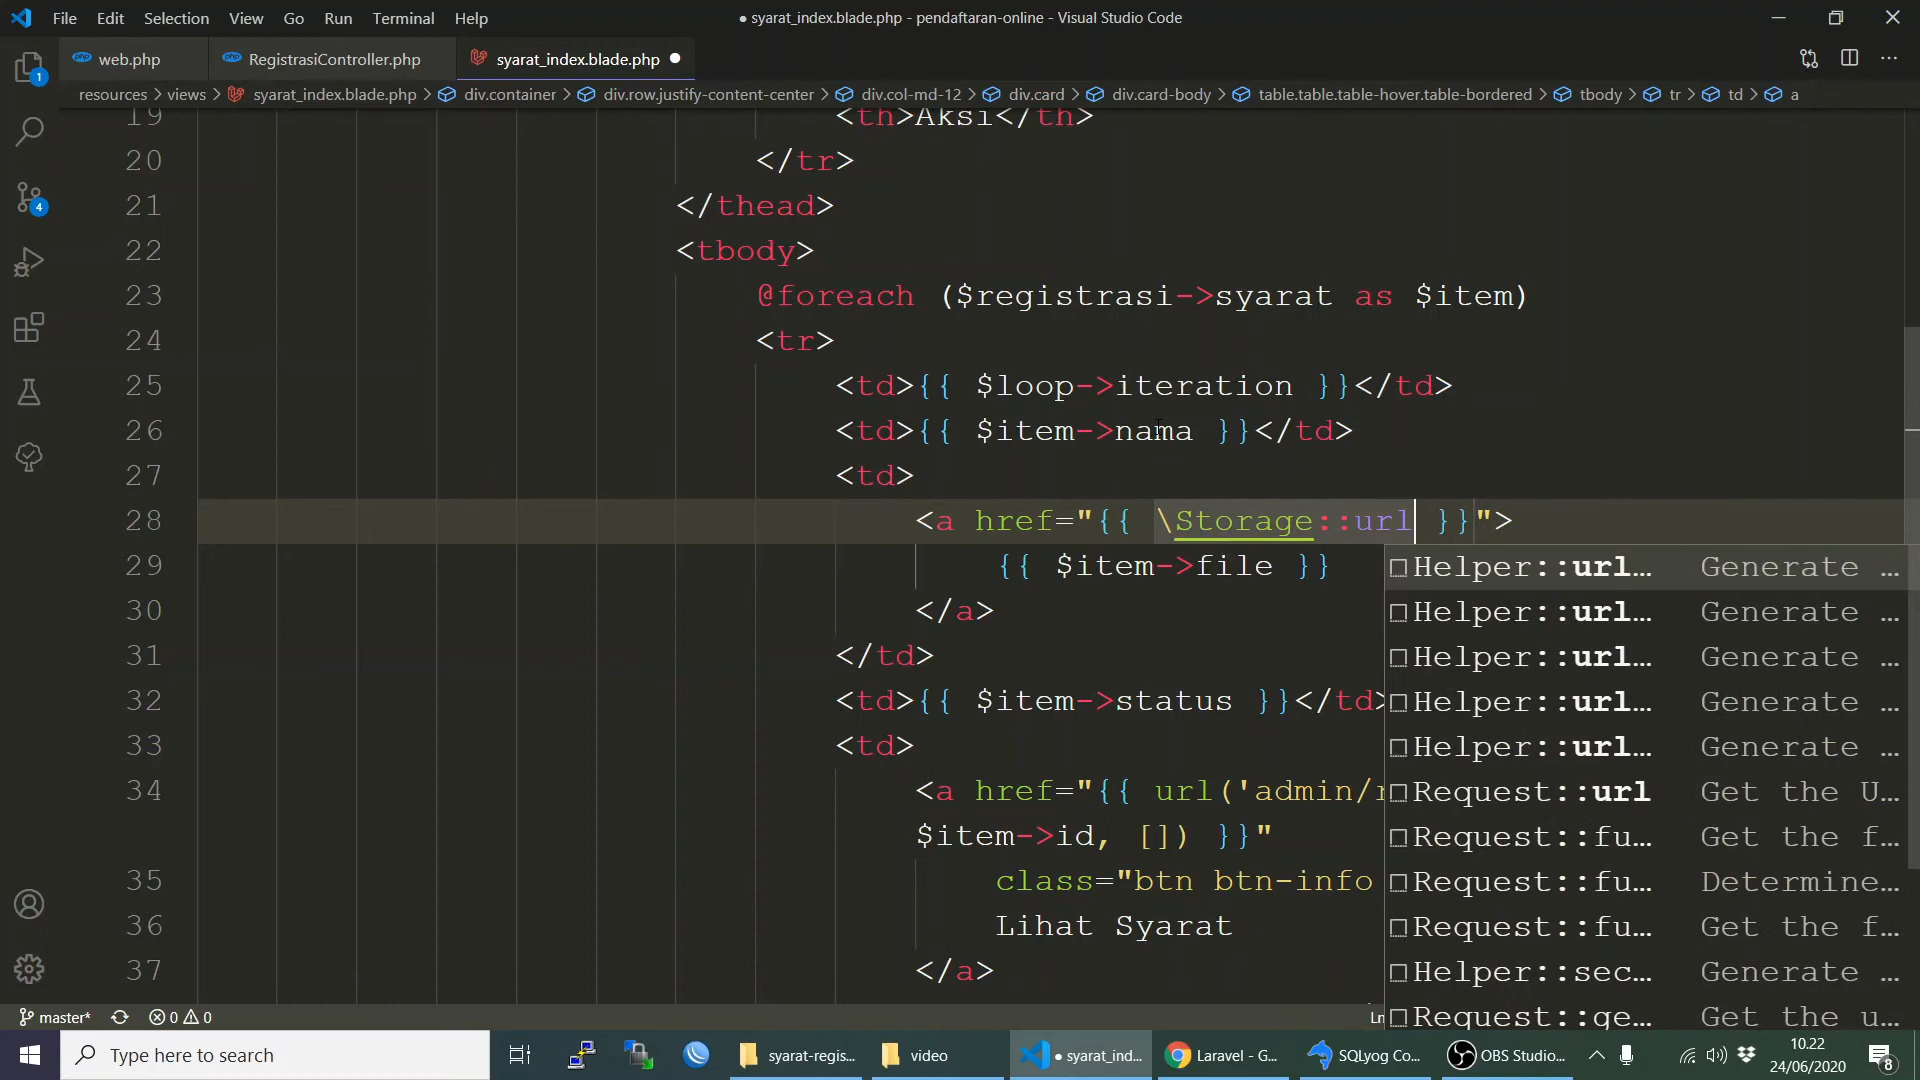 File Edit Selection View Go Run Terminal Help
● syarat_index.blade.php - pendaftaran-online - Visual Studio Code
web.php RegistrasiController.php syarat_index.blade.php
resources > views > syarat_index.blade.php > div.container > div.row.justify-content-center > div.col-md-12 > div.card > div.card-body > table.table.table-hover.table-bordered > tbody > tr > td > a
19 <th>Aksi</th>
20 </tr>
21 </thead>
22 <tbody>
23 @foreach ($registrasi->syarat as $item)
24 <tr>
25 <td>{{ $loop->iteration }}</td>
26 <td>{{ $item->nama }}</td>
27 <td>
28 <a href="{{ \Storage::url }}">
29 {{ $item->file }}
30 </a>
31 </td>
32 <td>{{ $item->status }}</td>
33 <td>
34 <a href="{{ url('admin/
$item->id, []) }}"
35 class="btn btn-info
36 Lihat Syarat
37 </a>
Helper::url… Generate …
Helper::url… Generate …
Helper::url… Generate …
Helper::url… Generate …
Helper::url… Generate …
Request::url Get the U…
Request::fu… Get the f…
Request::fu… Determine…
Request::fu… Get the f…
Helper::sec… Generate …
Request::ge… Get the u…
1
4
master* 0 0 Ln
Type here to search
syarat-regis... video ● syarat_ind... Laravel - G... SQLyog Co... OBS Studio...
10.22
24/06/2020
8